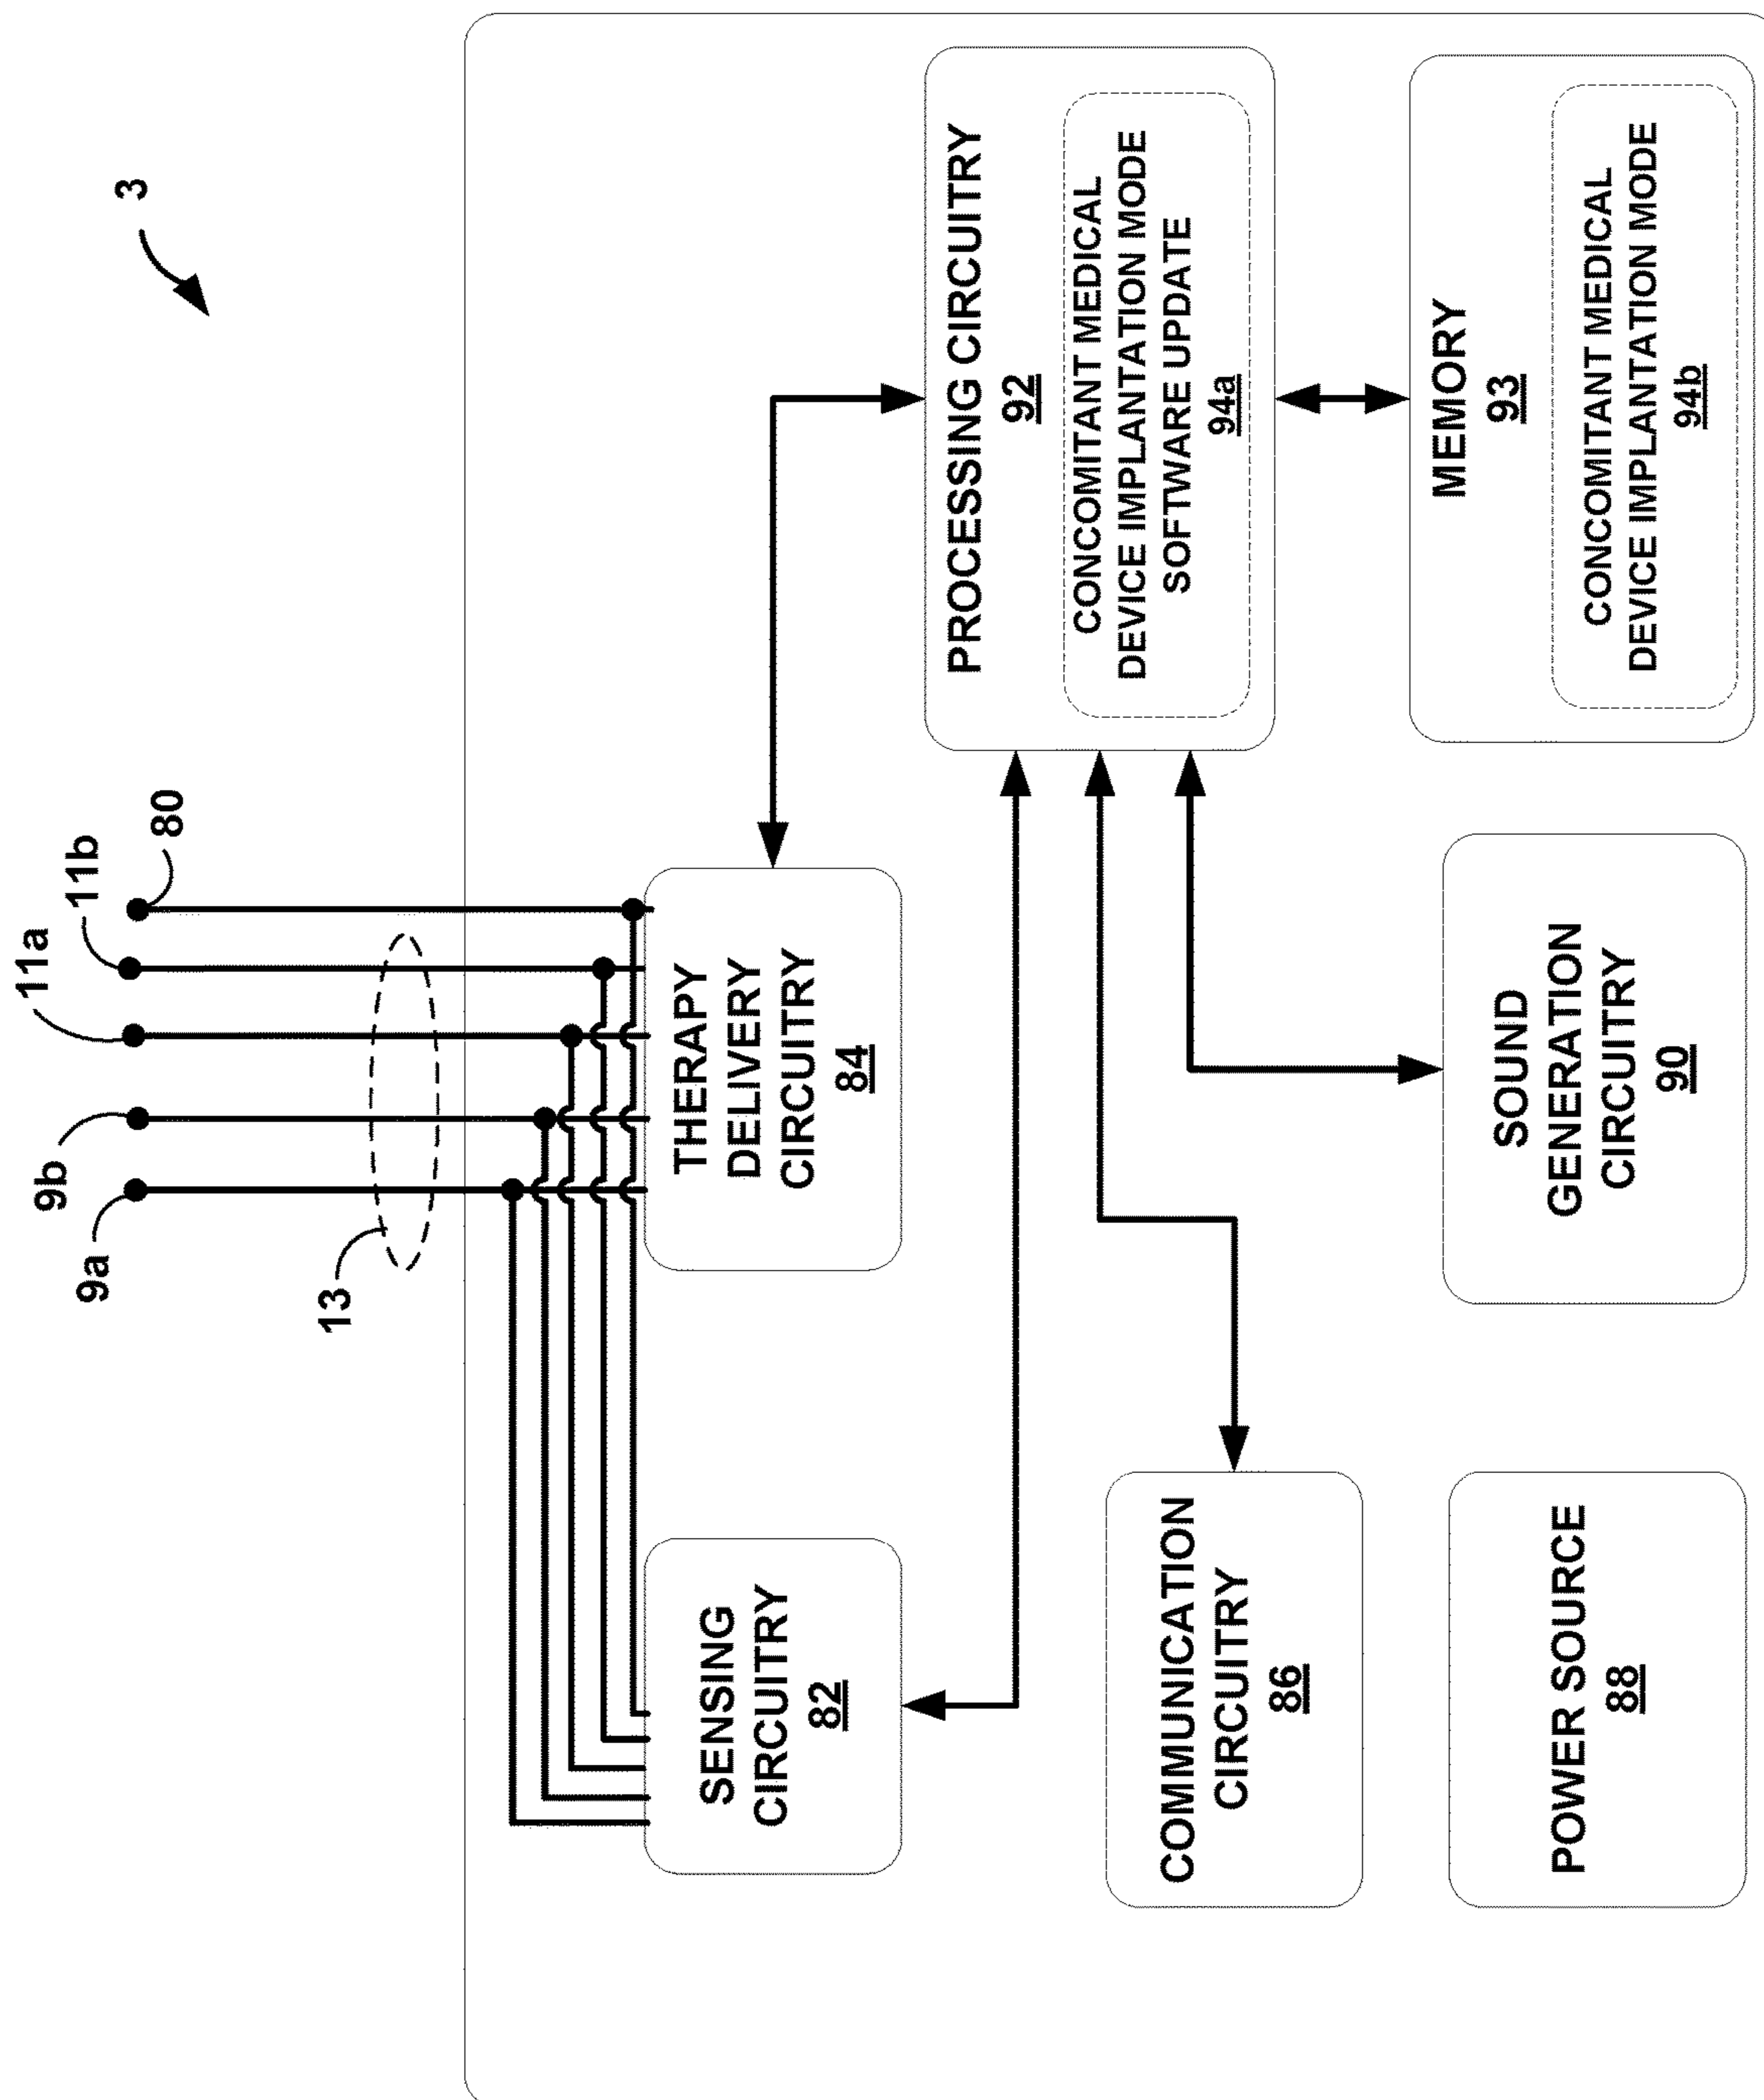 3
9a
9b
11a
11b
80
13
SENSING
CIRCUITRY
82
THERAPY
DELIVERY
CIRCUITRY
84
PROCESSING CIRCUITRY
92
CONCOMITANT MEDICAL
DEVICE IMPLANTATION MODE
SOFTWARE UPDATE
94a
COMMUNICATION
CIRCUITRY
86
POWER SOURCE
88
SOUND
GENERATION
CIRCUITRY
90
MEMORY
93
CONCOMITANT MEDICAL
DEVICE IMPLANTATION MODE
94b